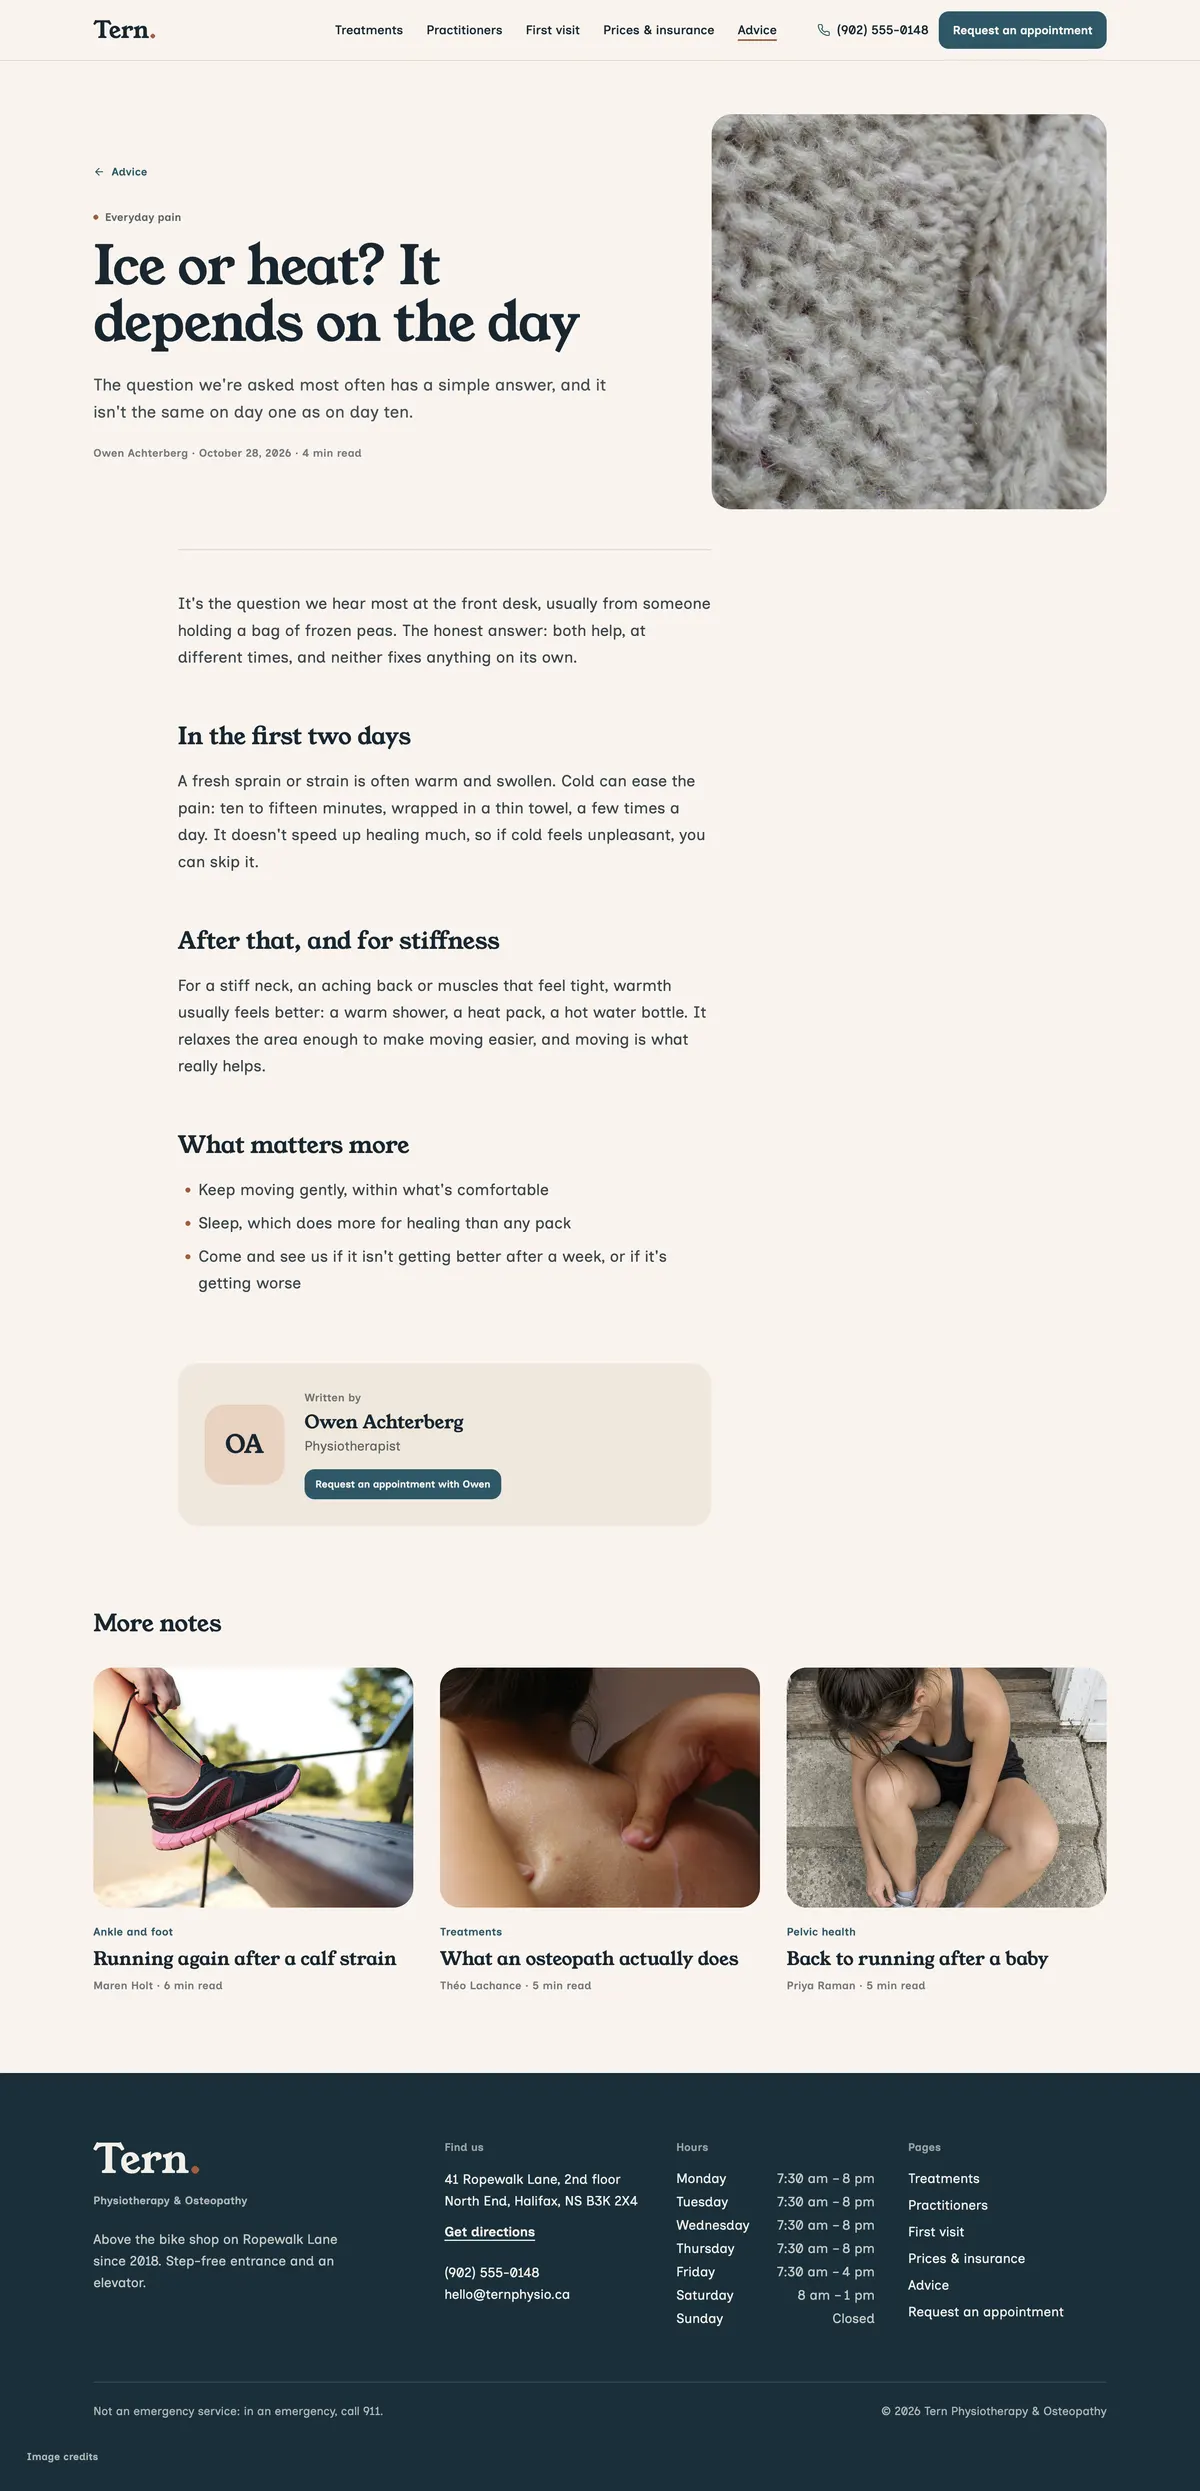 Tern.
Treatments
Practitioners
First visit
Prices & insurance
Advice
(902) 555-0148
Request an appointment
← Advice
Everyday pain
Ice or heat? It
depends on the day
The question we're asked most often has a simple answer, and it
isn't the same on day one as on day ten.
Owen Achterberg · October 28, 2026 · 4 min read
It's the question we hear most at the front desk, usually from someone
holding a bag of frozen peas. The honest answer: both help, at
different times, and neither fixes anything on its own.
In the first two days
A fresh sprain or strain is often warm and swollen. Cold can ease the
pain: ten to fifteen minutes, wrapped in a thin towel, a few times a
day. It doesn't speed up healing much, so if cold feels unpleasant, you
can skip it.
After that, and for stiffness
For a stiff neck, an aching back or muscles that feel tight, warmth
usually feels better: a warm shower, a heat pack, a hot water bottle. It
relaxes the area enough to make moving easier, and moving is what
really helps.
What matters more
• Keep moving gently, within what's comfortable
• Sleep, which does more for healing than any pack
• Come and see us if it isn't getting better after a week, or if it's
getting worse
OA
Written by
Owen Achterberg
Physiotherapist
Request an appointment with Owen
More notes
Ankle and foot
Running again after a calf strain
Maren Holt · 6 min read
Treatments
What an osteopath actually does
Théo Lachance · 5 min read
Pelvic health
Back to running after a baby
Priya Raman · 5 min read
Tern.
Physiotherapy & Osteopathy
Above the bike shop on Ropewalk Lane
since 2018. Step-free entrance and an
elevator.
Find us
41 Ropewalk Lane, 2nd floor
North End, Halifax, NS B3K 2X4
Get directions
(902) 555-0148
hello@ternphysio.ca
Hours
Monday 7:30 am – 8 pm
Tuesday 7:30 am – 8 pm
Wednesday 7:30 am – 8 pm
Thursday 7:30 am – 8 pm
Friday 7:30 am – 4 pm
Saturday 8 am – 1 pm
Sunday Closed
Pages
Treatments
Practitioners
First visit
Prices & insurance
Advice
Request an appointment
Not an emergency service: in an emergency, call 911.
© 2026 Tern Physiotherapy & Osteopathy
Image credits